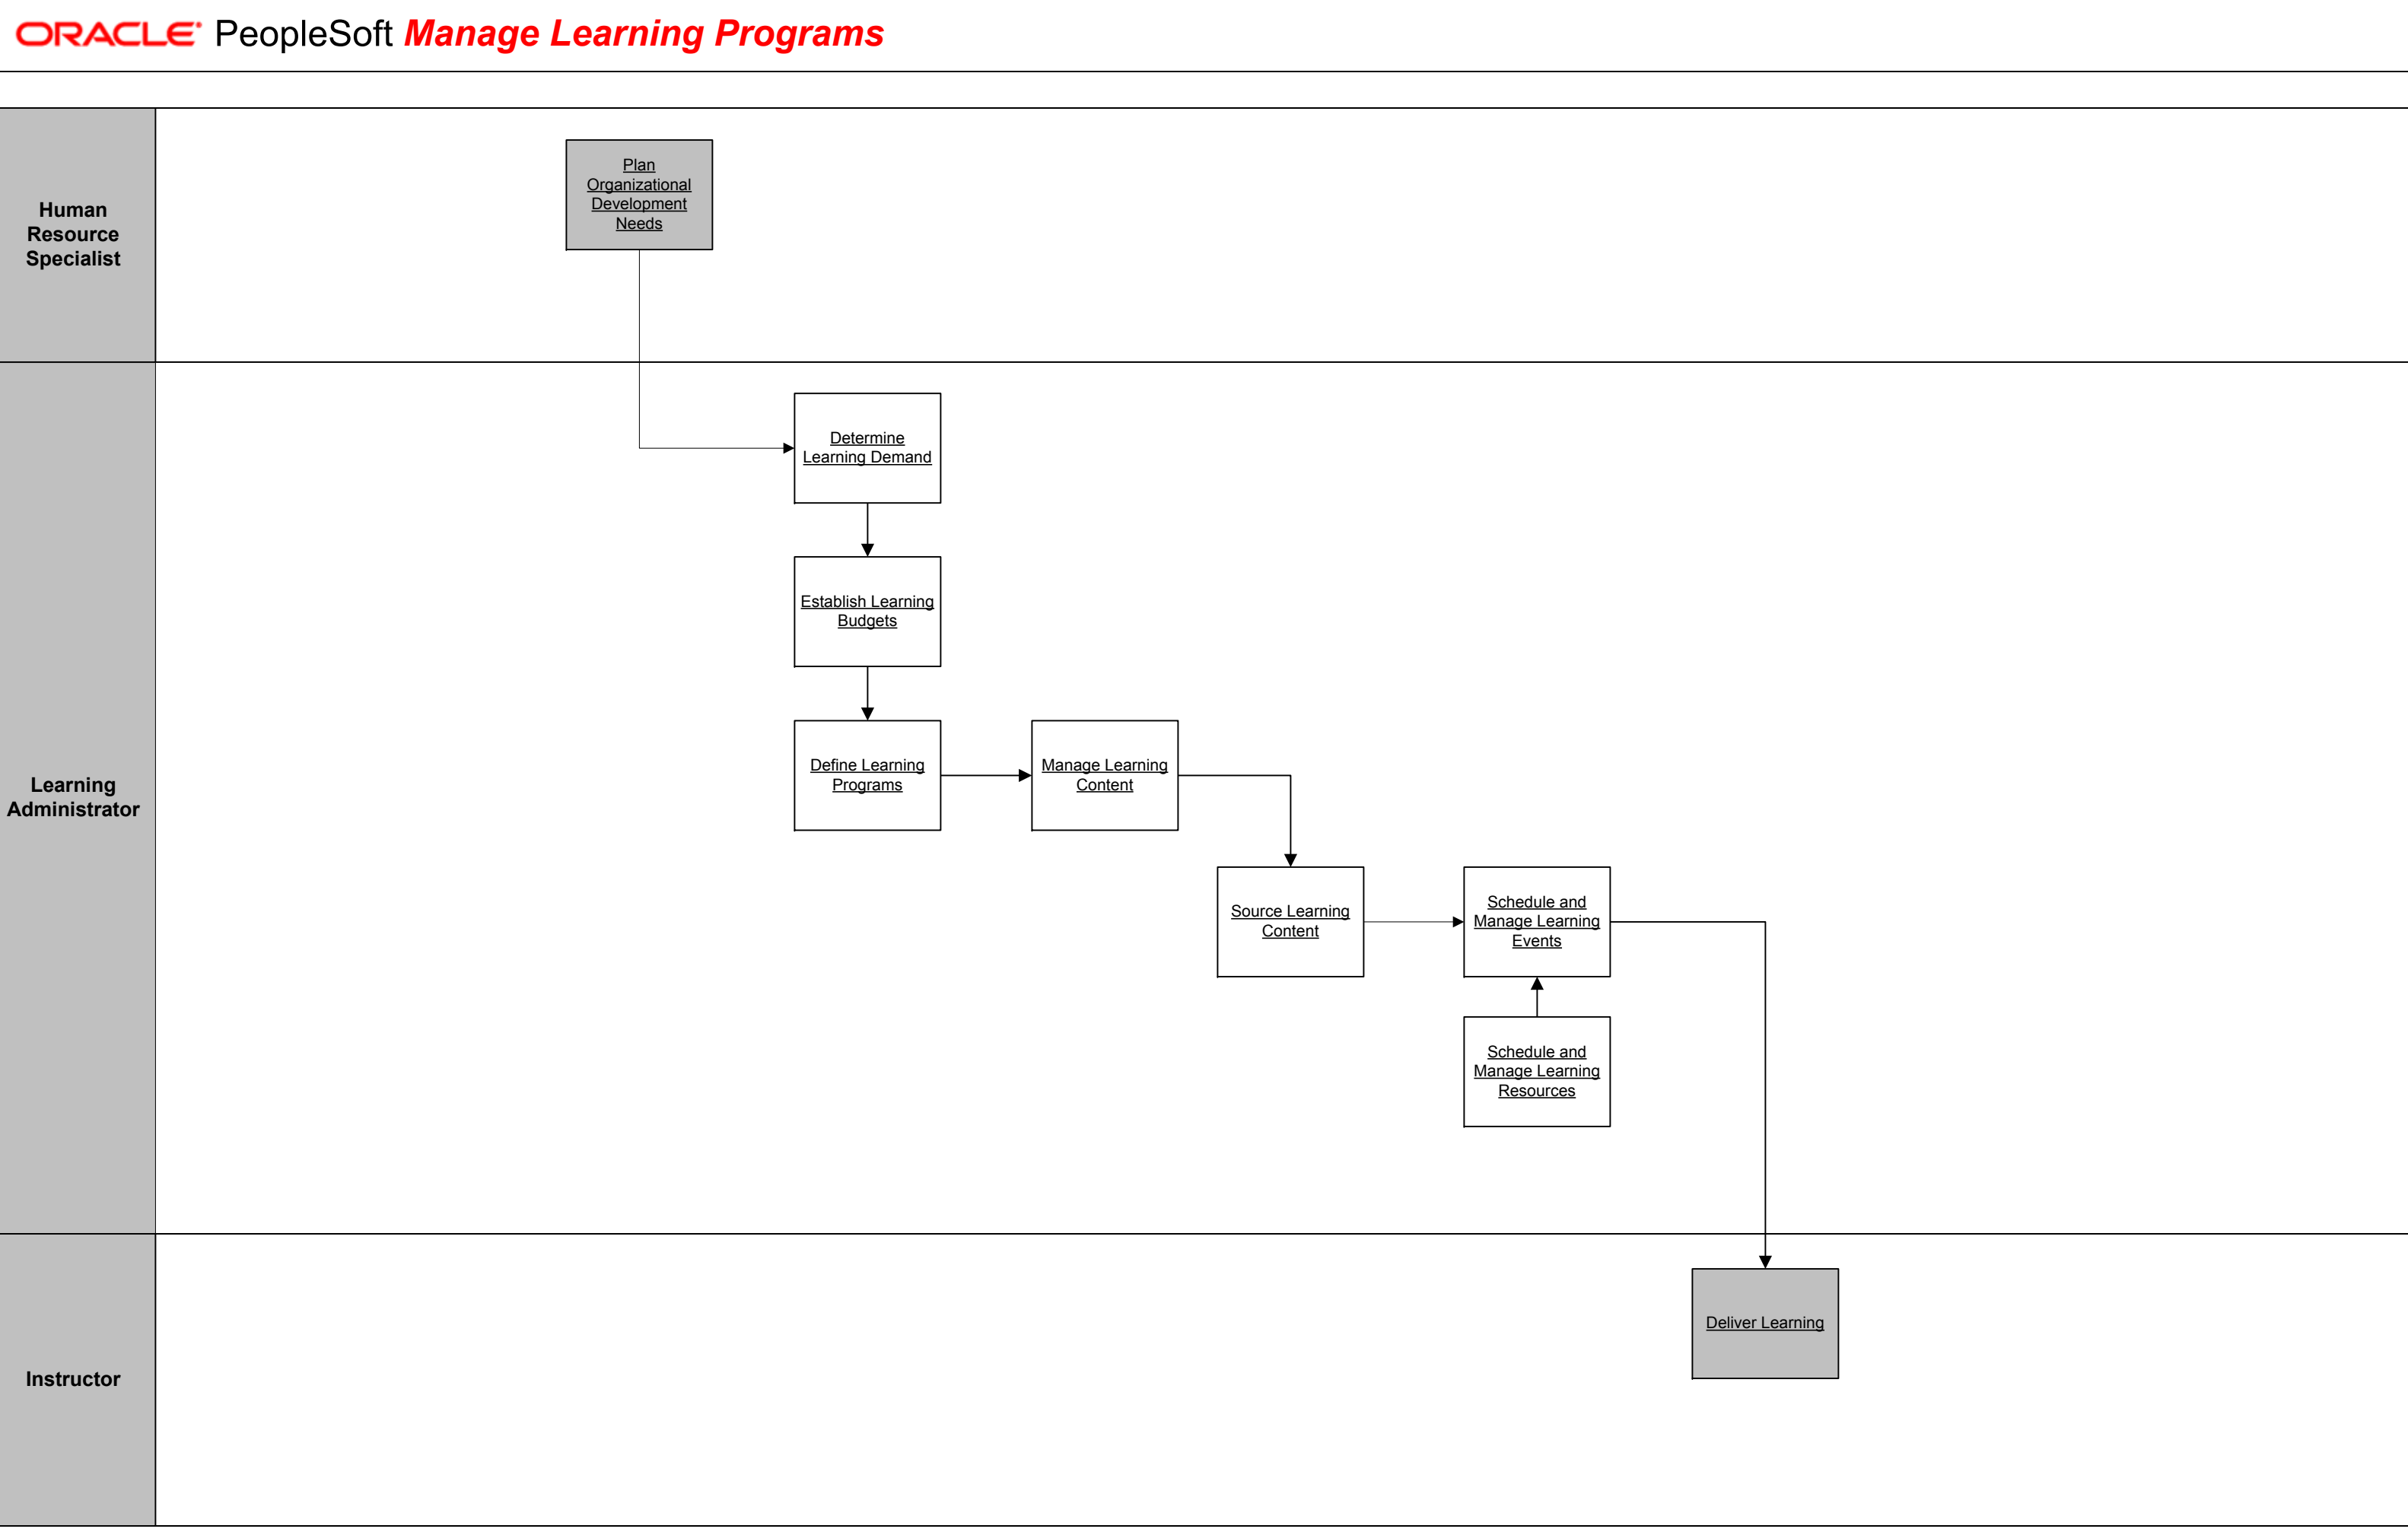 ORACLE PeopleSoft Manage Learning Programs
Human
Resource
Specialist
Plan
Organizational
Development
Needs
Learning
Administrator
Determine
Learning Demand
Establish Learning
Budgets
Define Learning
Programs
Manage Learning
Content
Source Learning
Content
Schedule and
Manage Learning
Events
Schedule and
Manage Learning
Resources
Instructor
Deliver Learning